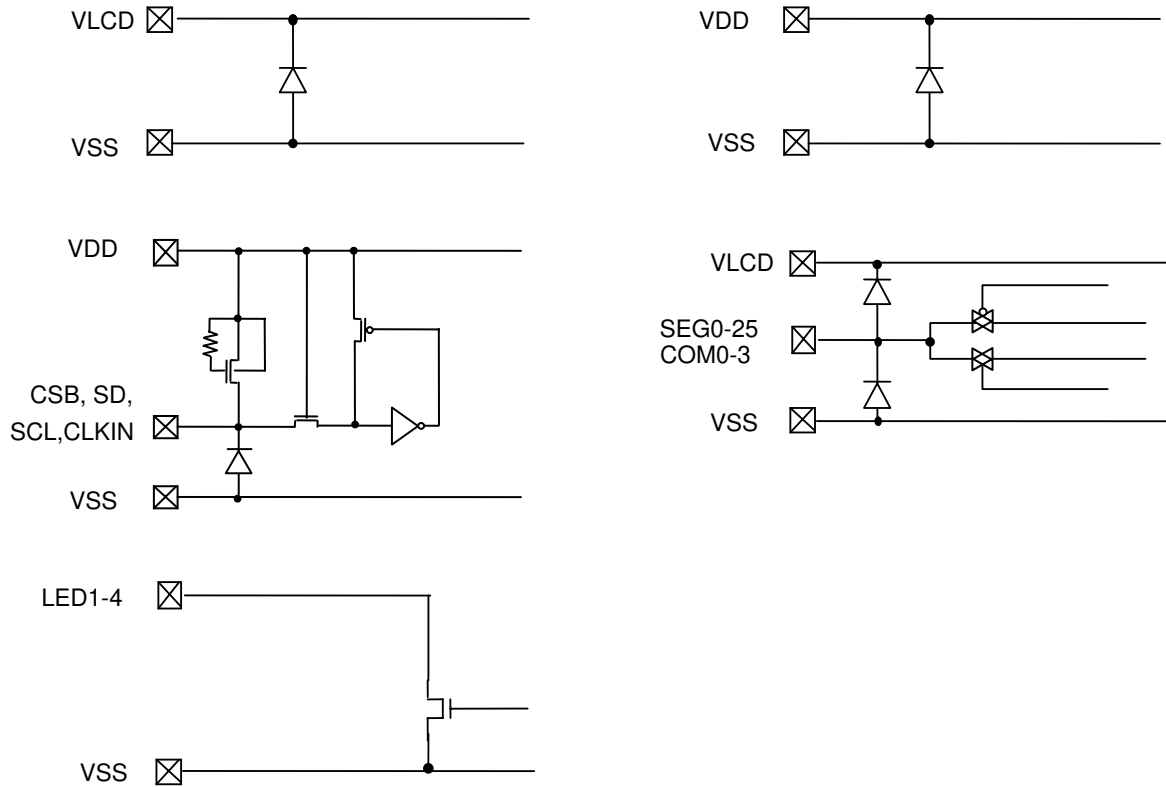 VLCD
VSS
VDD
VSS
VDD
CSB, SD,
SCL,CLKIN
VSS
VLCD
SEG0-25
COM0-3
VSS
LED1-4
VSS